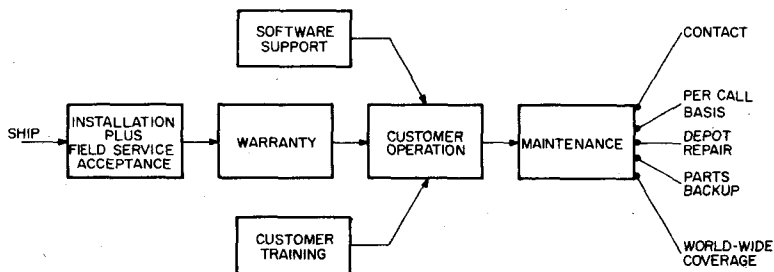 SOFTWARE
SUPPORT
CONTACT
SHIP
INSTALLATION
PLUS
FIELD SERVICE
ACCEPTANCE
WARRANTY
CUSTOMER
OPERATION
MAINTENANCE
PER CALL
BASIS
DEPOT
REPAIR
PARTS
BACKUP
CUSTOMER
TRAINING
WORLD-WIDE
COVERAGE